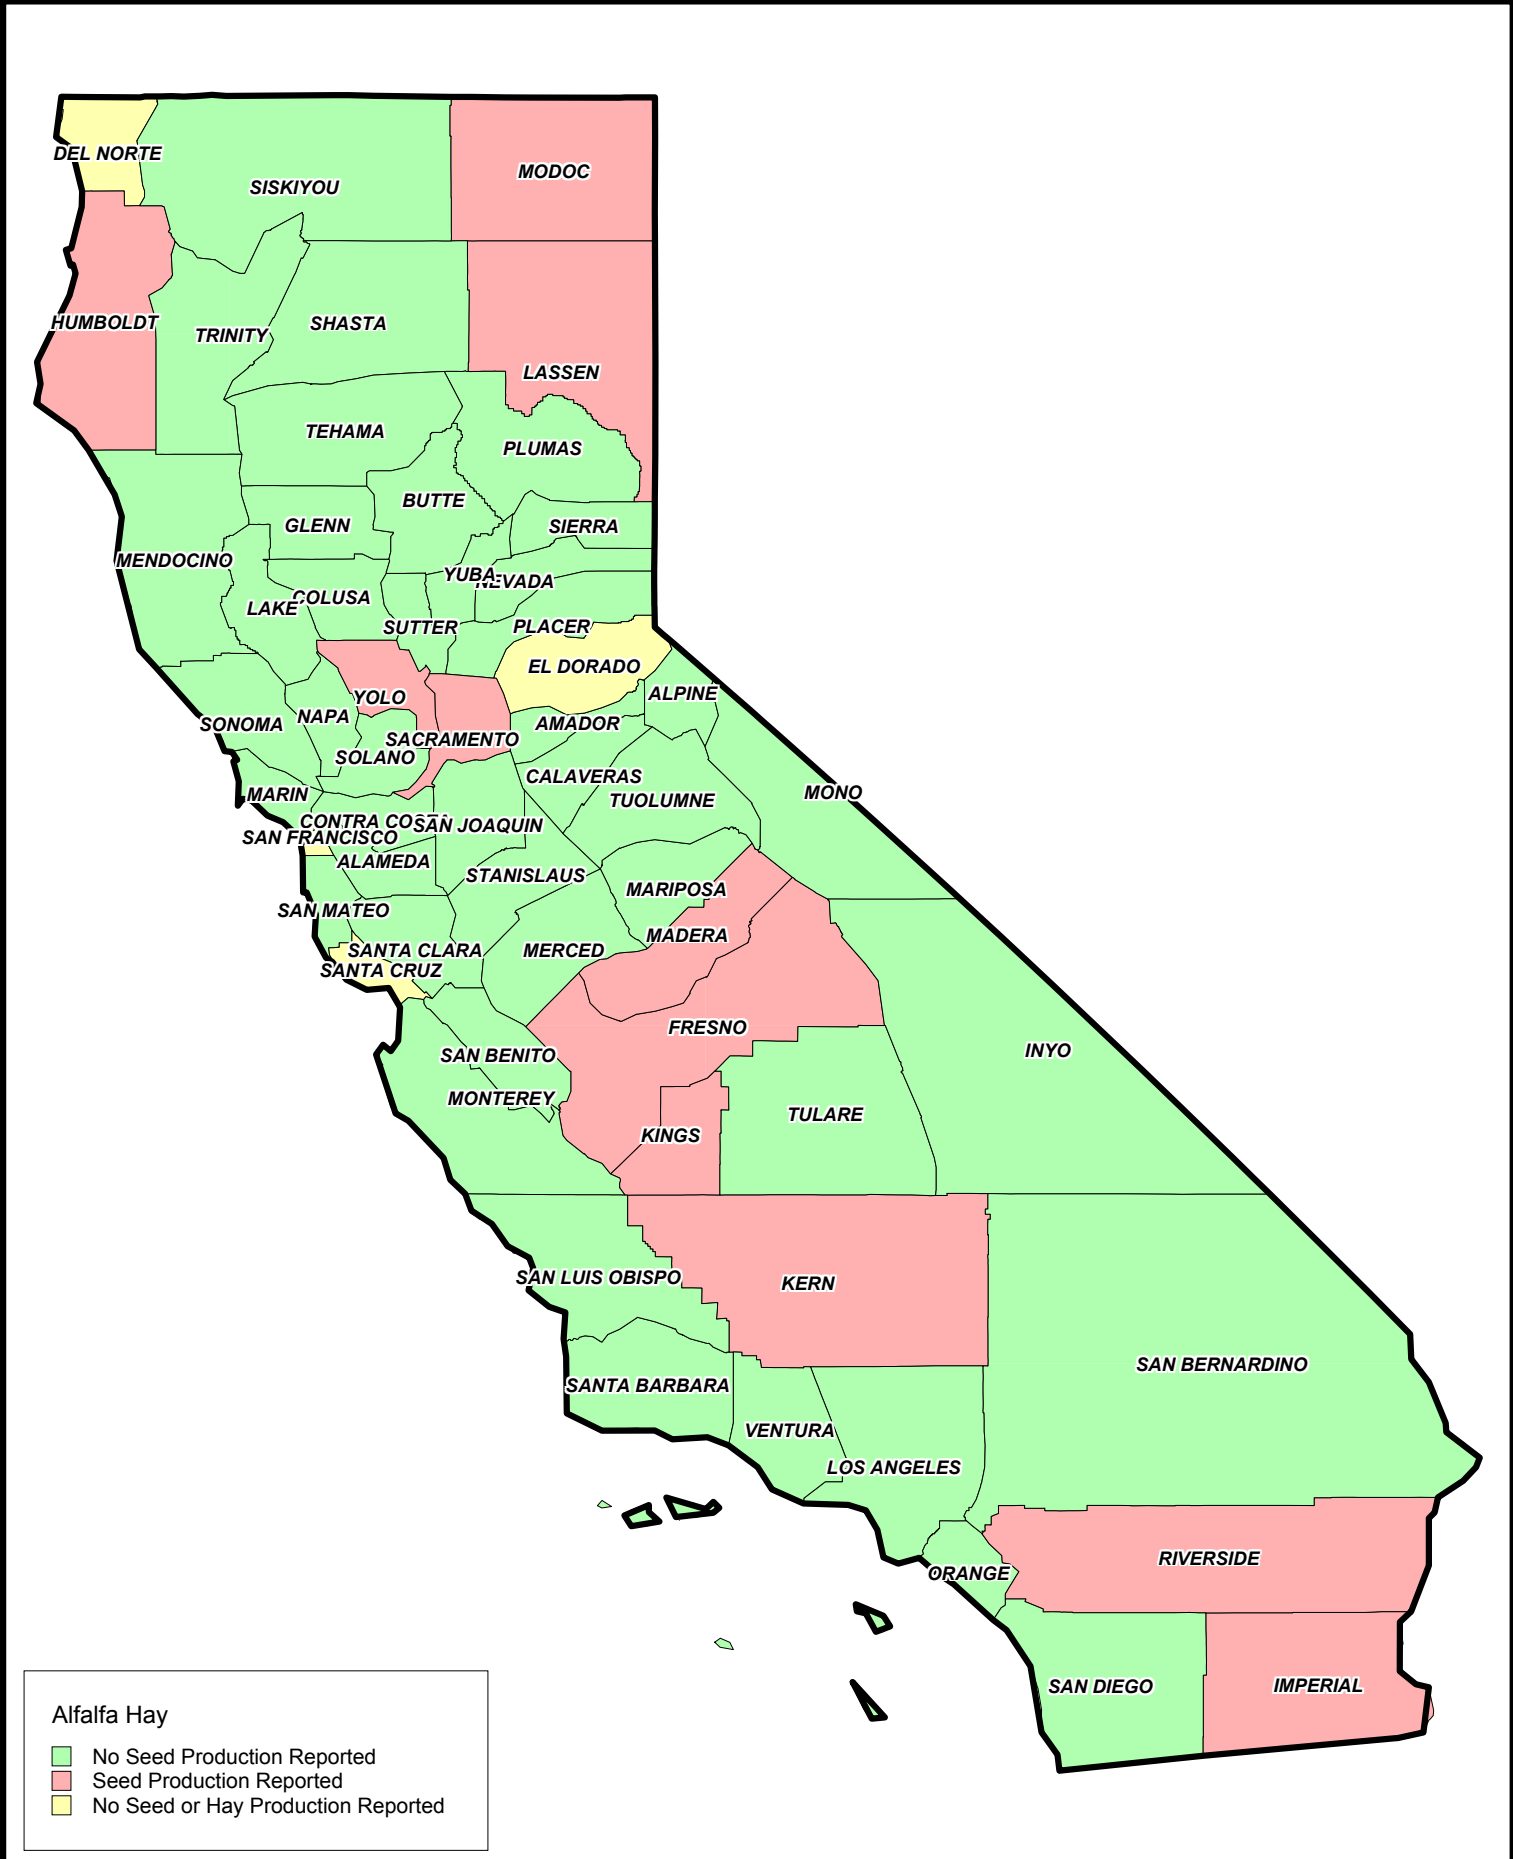 DEL NORTE
SISKIYOU
MODOC
HUMBOLDT
TRINITY
SHASTA
LASSEN
TEHAMA
PLUMAS
BUTTE
GLENN
SIERRA
MENDOCINO
YUBA
NEVADA
COLUSA
LAKE
SUTTER
PLACER
EL DORADO
YOLO
ALPINE
NAPA
SONOMA
AMADOR
SACRAMENTO
SOLANO
CALAVERAS
MONO
MARIN
TUOLUMNE
CONTRA COSTA
SAN JOAQUIN
SAN FRANCISCO
ALAMEDA
STANISLAUS
MARIPOSA
SAN MATEO
MADERA
SANTA CLARA
MERCED
SANTA CRUZ
FRESNO
INYO
SAN BENITO
MONTEREY
TULARE
KINGS
SAN LUIS OBISPO
KERN
SAN BERNARDINO
SANTA BARBARA
VENTURA
LOS ANGELES
RIVERSIDE
ORANGE
SAN DIEGO
IMPERIAL
Alfalfa Hay
No Seed Production Reported
Seed Production Reported
No Seed or Hay Production Reported